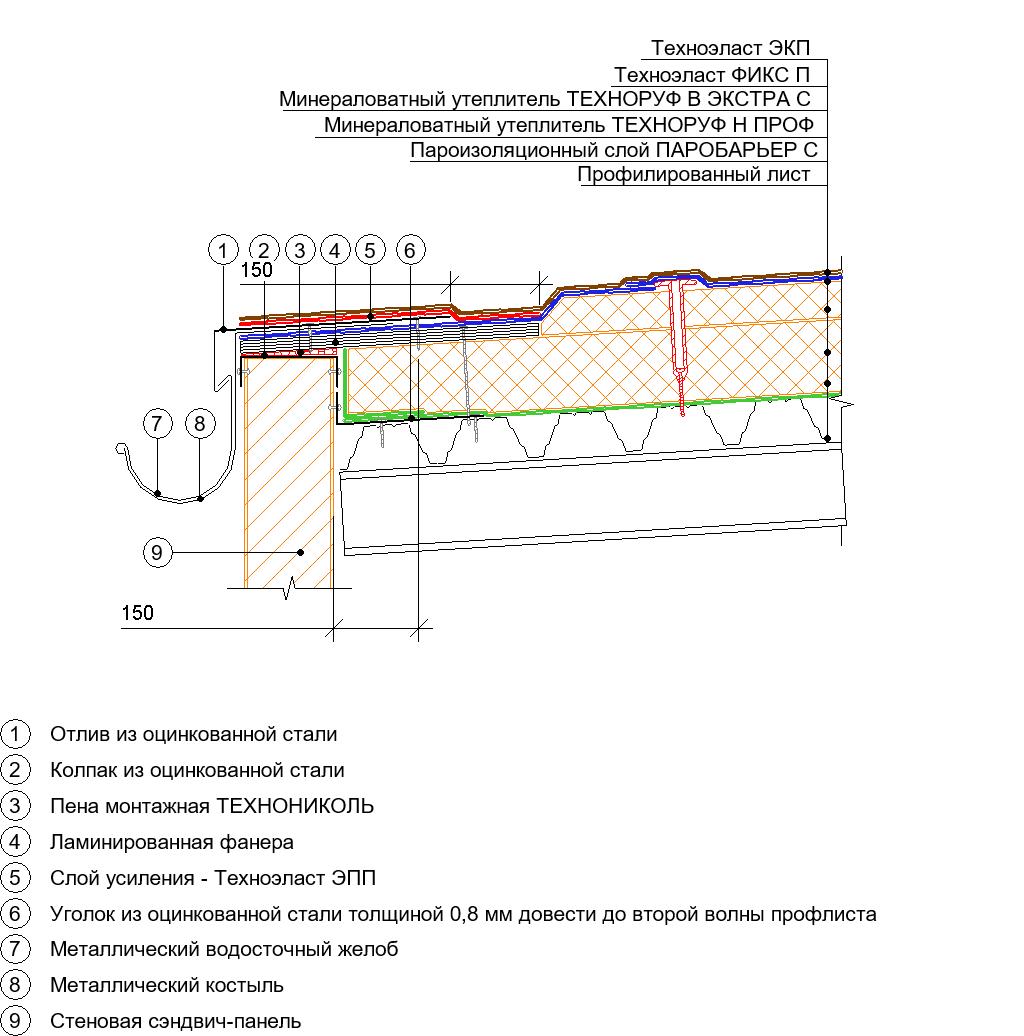 Техноэласт ЭКП
Техноэласт ФИКС П
Минераловатный утеплитель ТЕХНОРУФ В ЭКСТРА С
Минераловатный утеплитель ТЕХНОРУФ Н ПРОФ
Пароизоляционный слой ПАРОБАРЬЕР С
Профилированный лист
1 2 3 4 5 6
150
7 8
9
150
1 Отлив из оцинкованной стали
2 Колпак из оцинкованной стали
3 Пена монтажная ТЕХНОНИКОЛЬ
4 Ламинированная фанера
5 Слой усиления - Техноэласт ЭПП
6 Уголок из оцинкованной стали толщиной 0,8 мм довести до второй волны профлиста
7 Металлический водосточный желоб
8 Металлический костыль
9 Стеновая сэндвич-панель